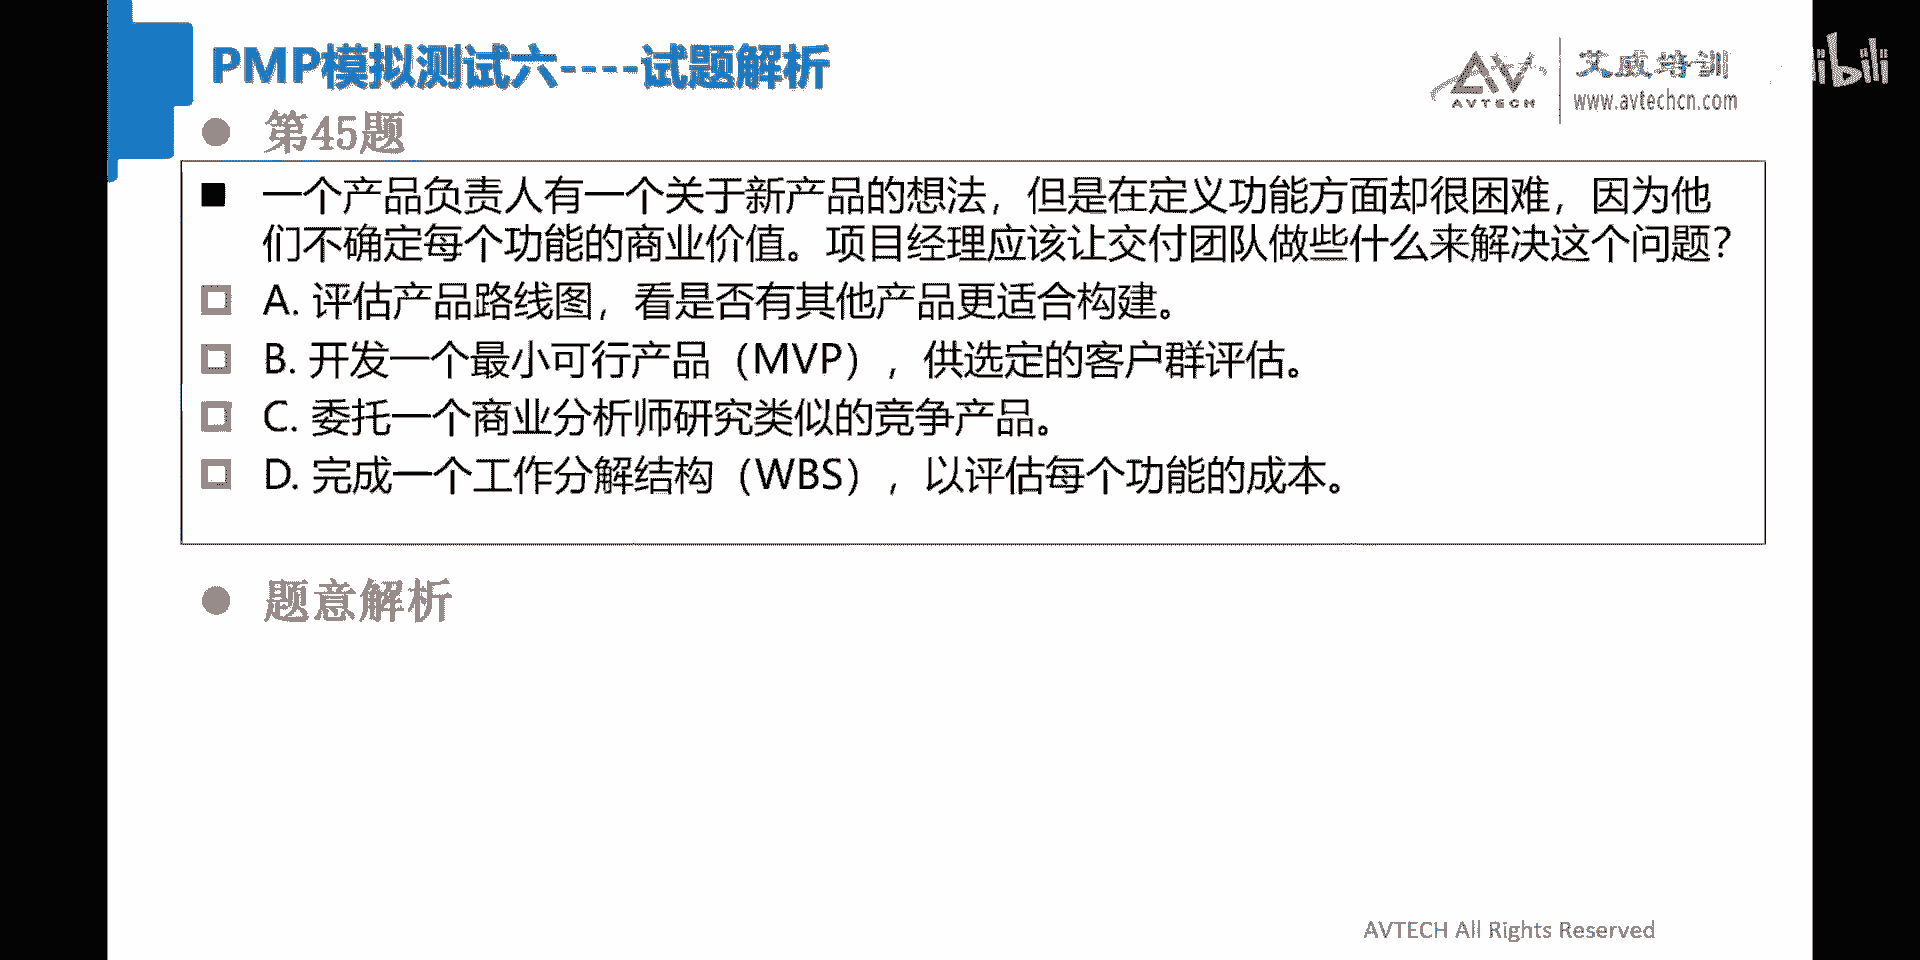 PMP模拟测试六----试题解析
AVTECH
艾威培训
www.avtechcn.com
libili
第45题
一个产品负责人有一个关于新产品的想法，但是在定义功能方面却很困难，因为他
们不确定每个功能的商业价值。项目经理应该让交付团队做些什么来解决这个问题？
A. 评估产品路线图，看是否有其他产品更适合构建。
B. 开发一个最小可行产品（MVP），供选定的客户群评估。
C. 委托一个商业分析师研究类似的竞争产品。
D. 完成一个工作分解结构（WBS），以评估每个功能的成本。
题意解析
AVTECH All Rights Reserved